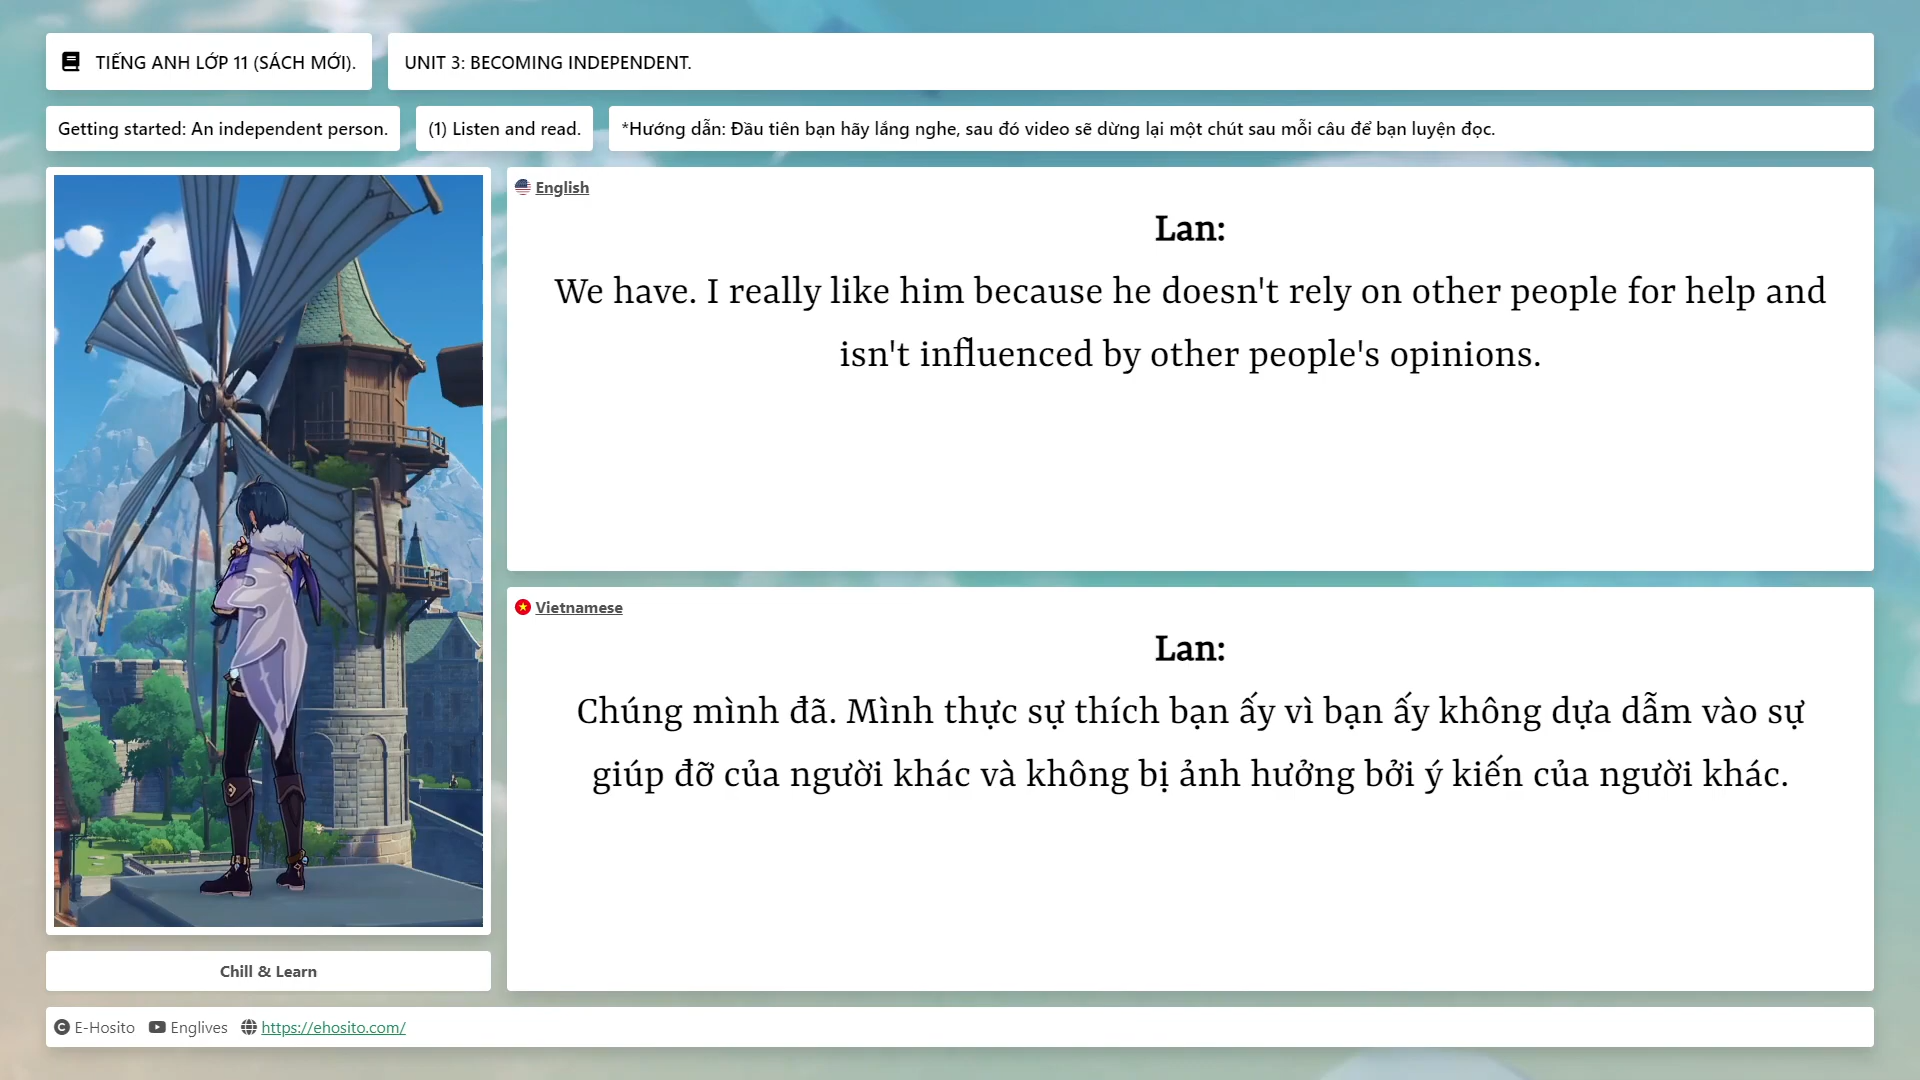 TIẾNG ANH LỚP 11 (SÁCH MỚI).
UNIT 3: BECOMING INDEPENDENT.
Getting started: An independent person.
(1) Listen and read.
*Hướng dẫn: Đầu tiên bạn hãy lắng nghe, sau đó video sẽ dừng lại một chút sau mỗi câu để bạn luyện đọc.
English
Lan:
We have. I really like him because he doesn't rely on other people for help and
isn't influenced by other people's opinions.
Vietnamese
Lan:
Chúng mình đã. Mình thực sự thích bạn ấy vì bạn ấy không dựa dẫm vào sự
giúp đỡ của người khác và không bị ảnh hưởng bởi ý kiến của người khác.
Chill & Learn
E-Hosito
Englives
https://ehosito.com/